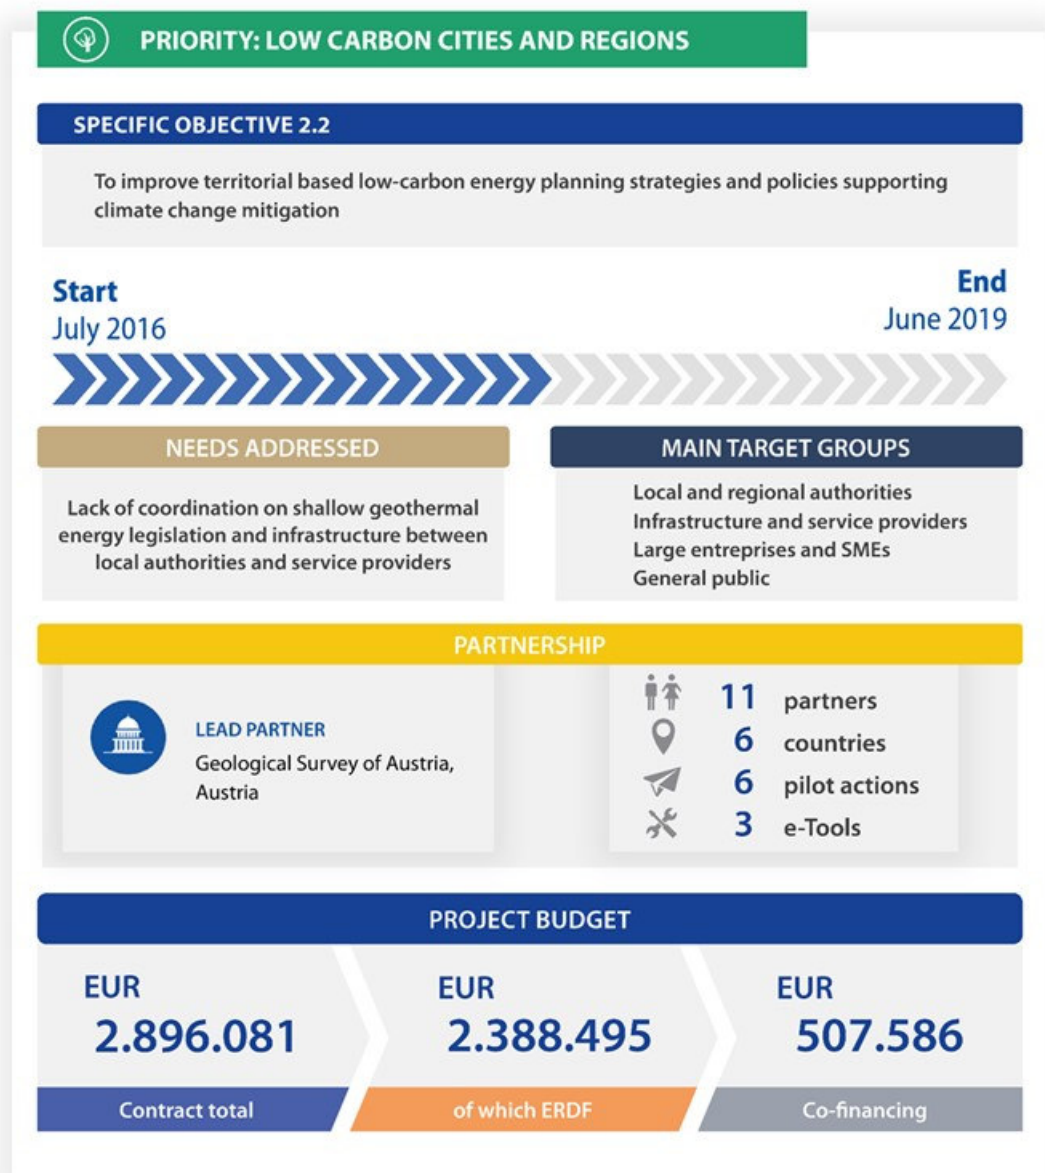 PRIORITY: LOW CARBON CITIES AND REGIONS
SPECIFIC OBJECTIVE 2.2
To improve territorial based low-carbon energy planning strategies and policies supporting
climate change mitigation
Start
July 2016
End
June 2019
NEEDS ADDRESSED
Lack of coordination on shallow geothermal
energy legislation and infrastructure between
local authorities and service providers
MAIN TARGET GROUPS
Local and regional authorities
Infrastructure and service providers
Large entreprises and SMEs
General public
PARTNERSHIP
LEAD PARTNER
Geological Survey of Austria,
Austria
11 partners
6 countries
6 pilot actions
3 e-Tools
PROJECT BUDGET
EUR
2.896.081
Contract total
EUR
2.388.495
of which ERDF
EUR
507.586
Co-financing